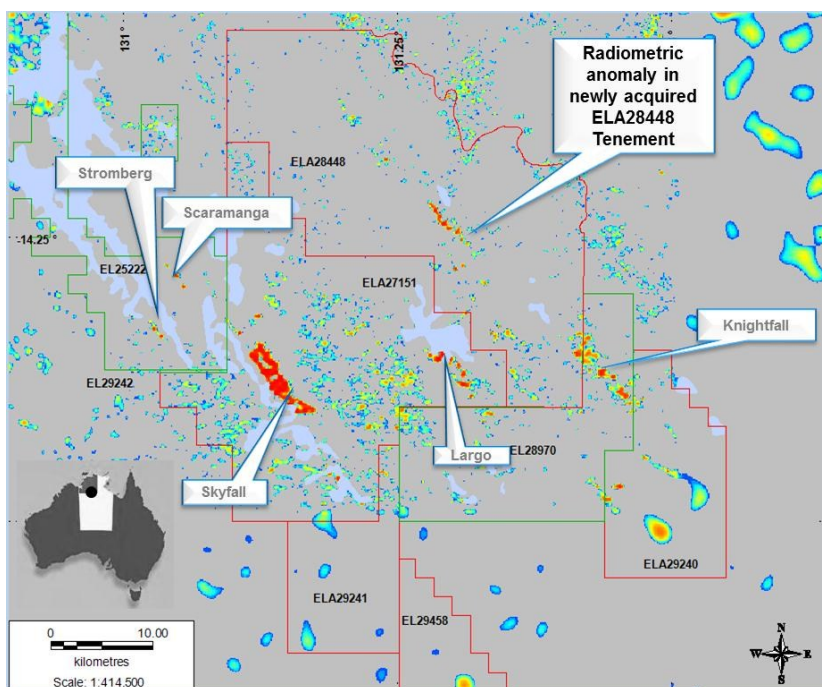 131°
131.25°
Radiometric
anomaly in
newly acquired
ELA28448
Tenement
ELA28448
Stromberg
Scaramanga
-14.25 °
EL25222
ELA27151
Knightfall
EL29242
Largo
EL28970
Skyfall
ELA29240
ELA29241
EL29458
0 10.00
kilometres
Scale: 1:414,500
N
W E
S